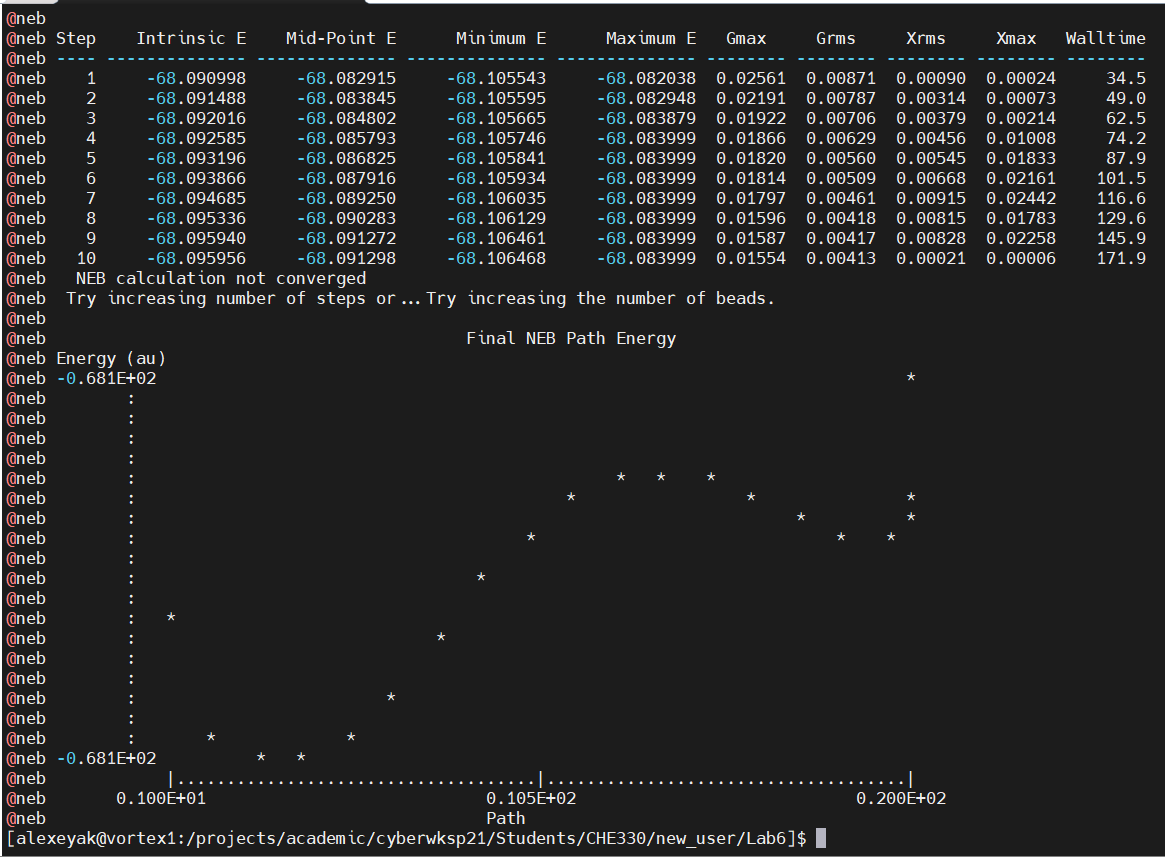 @neb
@neb Step    Intrinsic E    Mid-Point E      Minimum E      Maximum E   Gmax     Grms     Xrms     Xmax   Walltime
@neb ---- -------------- -------------- -------------- -------------- -------- -------- -------- -------- --------
@neb    1     -68.090998     -68.082915     -68.105543     -68.082038  0.02561  0.00871  0.00090  0.00024     34.5
@neb    2     -68.091488     -68.083845     -68.105595     -68.082948  0.02191  0.00787  0.00314  0.00073     49.0
@neb    3     -68.092016     -68.084802     -68.105665     -68.083879  0.01922  0.00706  0.00379  0.00214     62.5
@neb    4     -68.092585     -68.085793     -68.105746     -68.083999  0.01866  0.00629  0.00456  0.01008     74.2
@neb    5     -68.093196     -68.086825     -68.105841     -68.083999  0.01820  0.00560  0.00545  0.01833     87.9
@neb    6     -68.093866     -68.087916     -68.105934     -68.083999  0.01814  0.00509  0.00668  0.02161    101.5
@neb    7     -68.094685     -68.089250     -68.106035     -68.083999  0.01797  0.00461  0.00915  0.02442    116.6
@neb    8     -68.095336     -68.090283     -68.106129     -68.083999  0.01596  0.00418  0.00815  0.01783    129.6
@neb    9     -68.095940     -68.091272     -68.106461     -68.083999  0.01587  0.00417  0.00828  0.02258    145.9
@neb   10     -68.095956     -68.091298     -68.106468     -68.083999  0.01554  0.00413  0.00021  0.00006    171.9
@neb   NEB calculation not converged
@neb  Try increasing number of steps or...Try increasing the number of beads.
@neb
@neb                                          Final NEB Path Energy
@neb Energy (au)
@neb -0.681E+02                                                                           *
@neb        :
@neb        :
@neb        :
@neb        :
@neb        :                                                *   *    *
@neb        :                                           *                 *               *
@neb        :                                                                  *          *
@neb        :                                       *                              *    *
@neb        :
@neb        :                                  *
@neb        :
@neb        :   *
@neb        :                              *
@neb        :
@neb        :
@neb        :                         *
@neb        :
@neb        :       *             *
@neb -0.681E+02          *   *
@neb            |....................................|....................................|
@neb       0.100E+01                            0.105E+02                            0.200E+02
@neb                                            Path
[alexeyak@vortex1:/projects/academic/cyberwksp21/Students/CHE330/new_user/Lab6]$